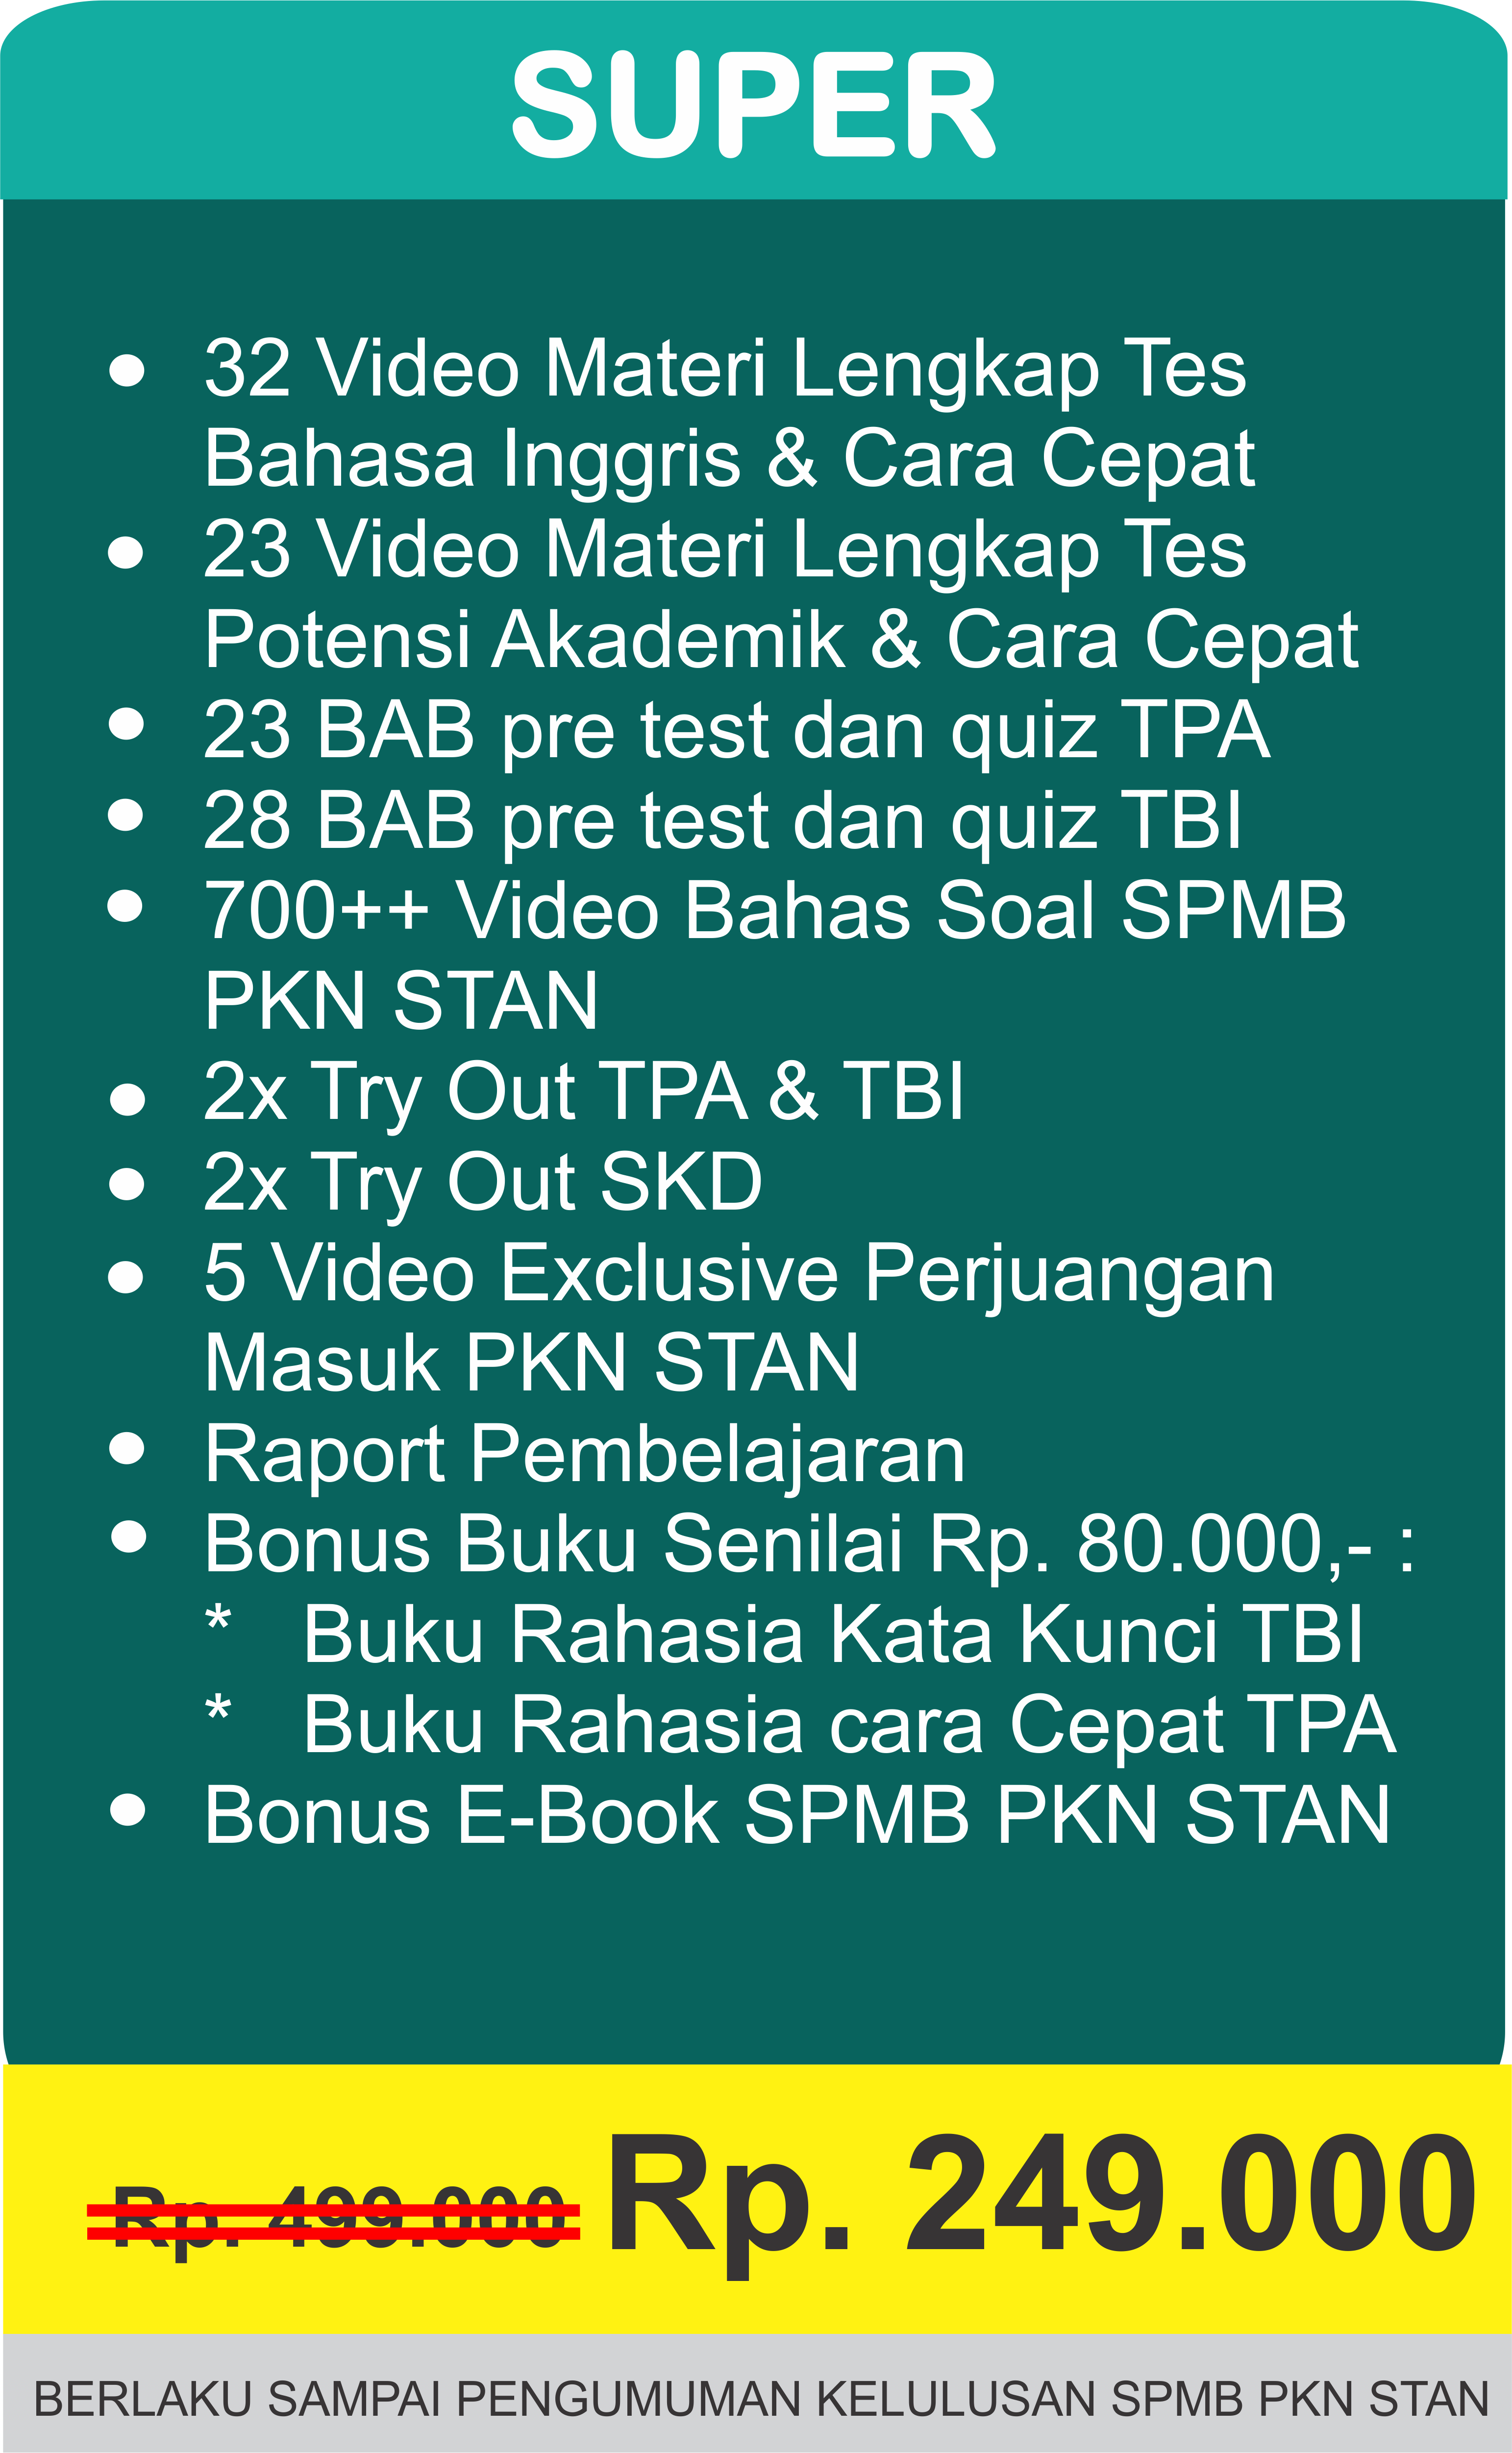 SUPER
• 32 Video Materi Lengkap Tes
Bahasa Inggris & Cara Cepat
• 23 Video Materi Lengkap Tes
Potensi Akademik & Cara Cepat
• 23 BAB pre test dan quiz TPA
• 28 BAB pre test dan quiz TBI
• 700++ Video Bahas Soal SPMB
PKN STAN
• 2x Try Out TPA & TBI
• 2x Try Out SKD
• 5 Video Exclusive Perjuangan
Masuk PKN STAN
• Raport Pembelajaran
• Bonus Buku Senilai Rp. 80.000,- :
* Buku Rahasia Kata Kunci TBI
* Buku Rahasia cara Cepat TPA
• Bonus E-Book SPMB PKN STAN
Rp. 499.000 Rp. 249.000
BERLAKU SAMPAI PENGUMUMAN KELULUSAN SPMB PKN STAN